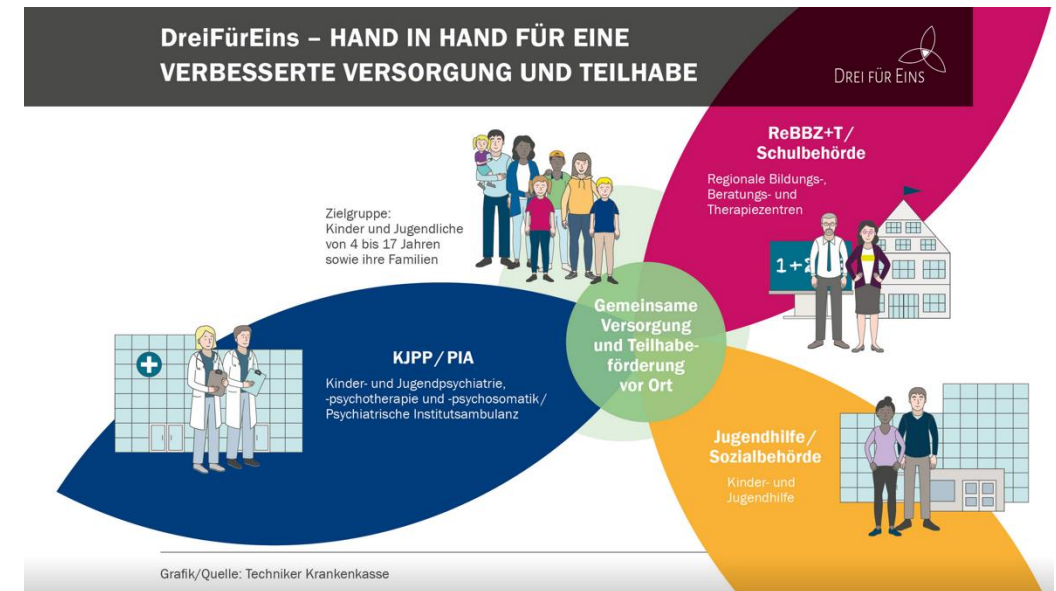 DreiFürEins – HAND IN HAND FÜR EINE
VERBESSERTE VERSORGUNG UND TEILHABE
DREI FÜR EINS
Zielgruppe:
Kinder und Jugendliche
von 4 bis 17 Jahren
sowie ihre Familien
ReBBZ+T/
Schulbehörde
Regionale Bildungs-,
Beratungs- und
Therapiezentren
1+2
Gemeinsame
Versorgung
und Teilhabe-
förderung
vor Ort
KJPP/PIA
Kinder- und Jugendpsychiatrie,
-psychotherapie und -psychosomatik/
Psychiatrische Institutsambulanz
Jugendhilfe/
Sozialbehörde
Kinder- und
Jugendhilfe
Grafik/Quelle: Techniker Krankenkasse